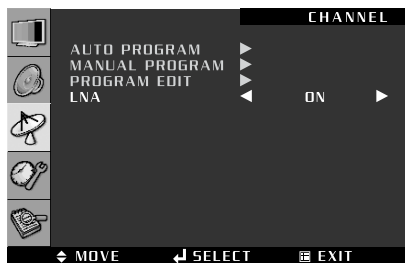 CHANNEL
AUTO PROGRAM
MANUAL PROGRAM
PROGRAM EDIT
LNA ON
MOVE SELECT EXIT